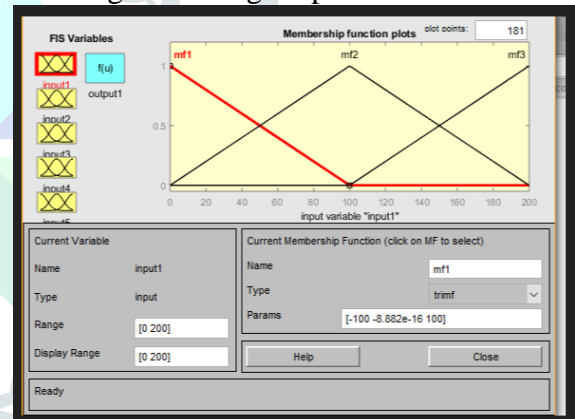 FIS Variables
Membership function plots
plot points:
181
f(u)
input1
output1
input2
input3
input4
mf1
mf2
mf3
1
0.5
0
0 20 40 60 80 100 120 140 160 180 200
input variable "input1"
Current Variable
Name input1
Type input
Range [0 200]
Display Range [0 200]
Current Membership Function (click on MF to select)
Name mf1
Type trimf
Params [-100 -8.882e-16 100]
Help Close
Ready